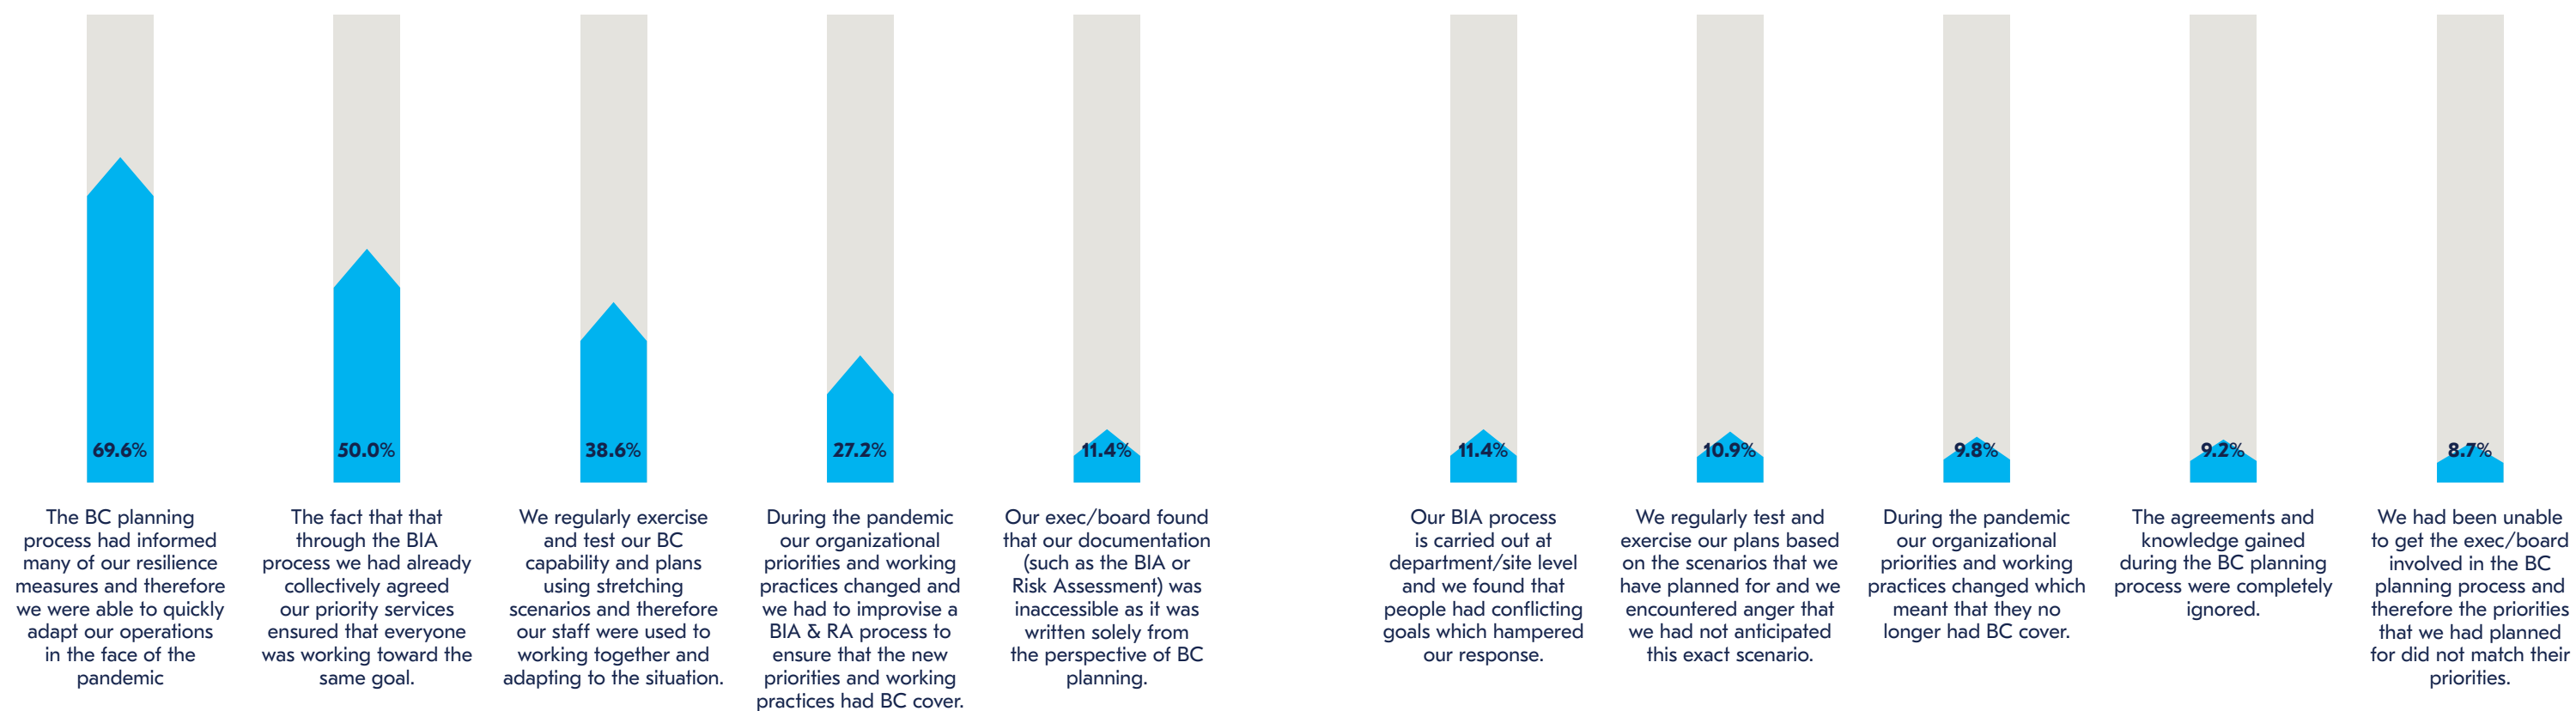 69.6%
The BC planning
process had informed
many of our resilience
measures and therefore
we were able to quickly
adapt our operations
in the face of the
pandemic
50.0%
The fact that that
through the BIA
process we had already
collectively agreed
our priority services
ensured that everyone
was working toward the
same goal.
38.6%
We regularly exercise
and test our BC
capability and plans
using stretching
scenarios and therefore
our staff were used to
working together and
adapting to the situation.
27.2%
During the pandemic
our organizational
priorities and working
practices changed and
we had to improvise a
BIA & RA process to
ensure that the new
priorities and working
practices had BC cover.
11.4%
Our exec/board found
that our documentation
(such as the BIA or
Risk Assessment) was
inaccessible as it was
written solely from
the perspective of BC
planning.
11.4%
Our BIA process
is carried out at
department/site level
and we found that
people had conflicting
goals which hampered
our response.
10.9%
We regularly test and
exercise our plans based
on the scenarios that we
have planned for and we
encountered anger that
we had not anticipated
this exact scenario.
9.8%
During the pandemic
our organizational
priorities and working
practices changed which
meant that they no
longer had BC cover.
9.2%
The agreements and
knowledge gained
during the BC planning
process were completely
ignored.
8.7%
We had been unable
to get the exec/board
involved in the BC
planning process and
therefore the priorities
that we had planned
for did not match their
priorities.